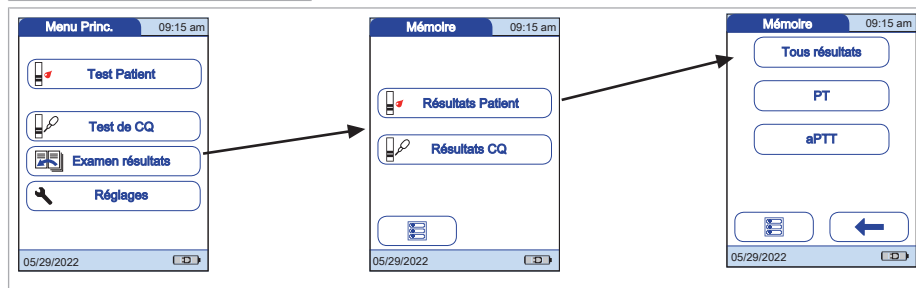 Menu Princ.
09:15 am
Test Patient
Test de CQ
Examen résultats
Réglages
05/29/2022
Mémoire
09:15 am
Résultats Patient
Résultats CQ
05/29/2022
Mémoire
09:15 am
Tous résultats
PT
aPTT
05/29/2022